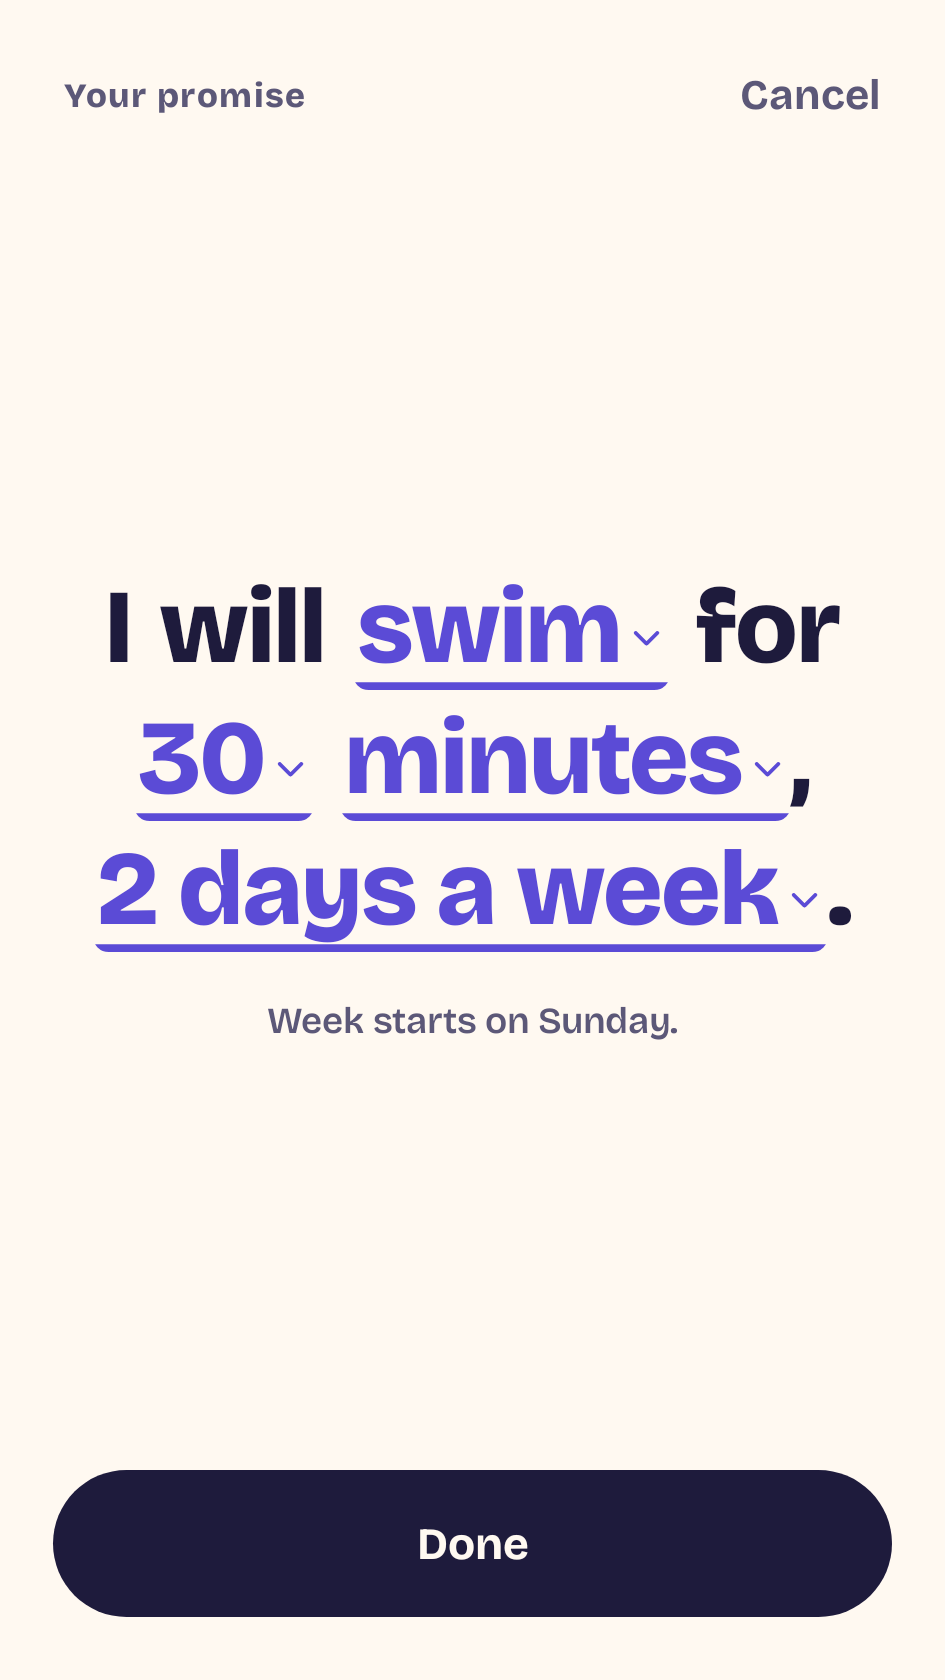 Your promise
Cancel
I will swim for
30 minutes,
2 days a week.
Week starts on Sunday.
Done